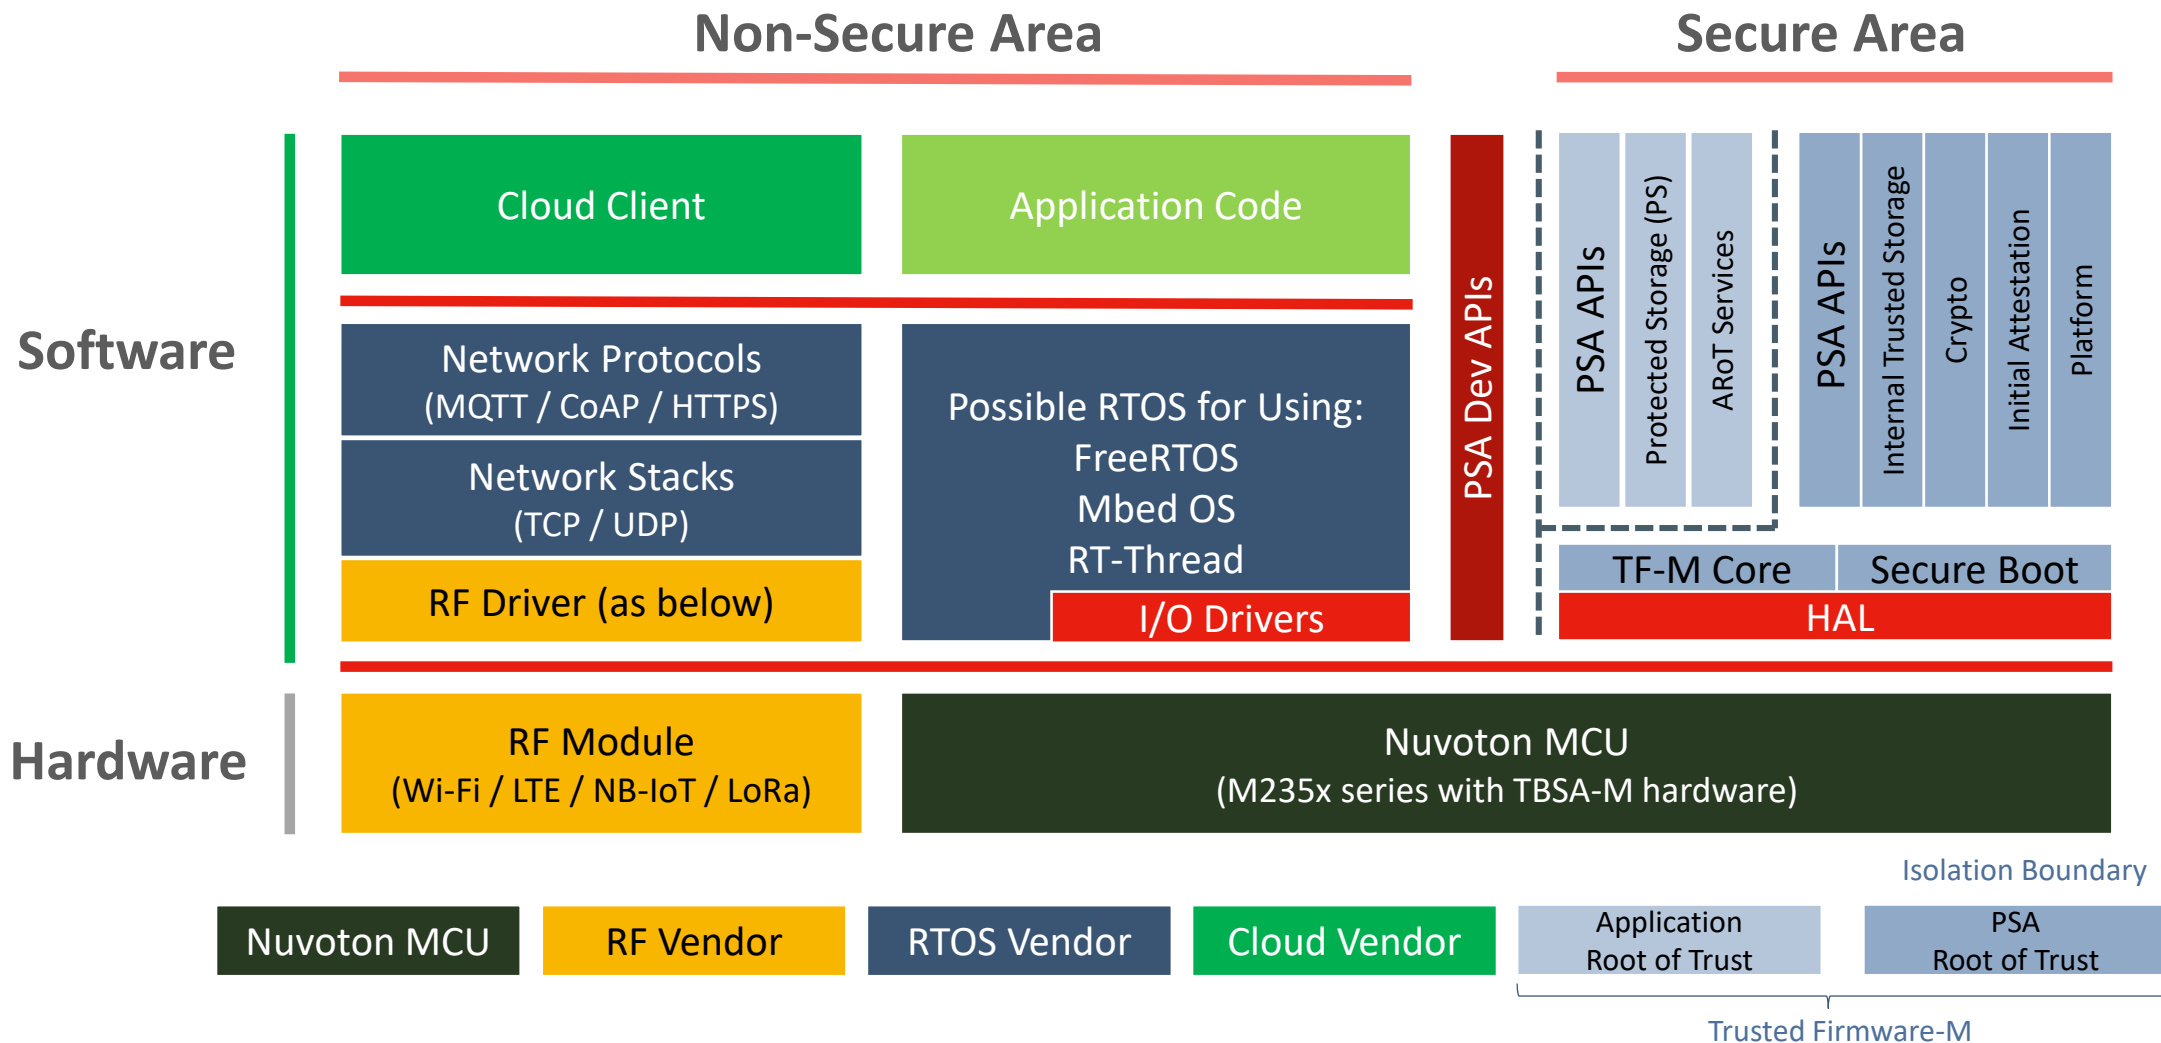 Non-Secure Area
Secure Area
Software
Cloud Client
Application Code
Network Protocols
(MQTT / CoAP / HTTPS)
Network Stacks
(TCP / UDP)
RF Driver (as below)
Possible RTOS for Using:
FreeRTOS
Mbed OS
RT-Thread
I/O Drivers
PSA Dev APIs
PSA APIs
Protected Storage (PS)
ARoT Services
PSA APIs
Internal Trusted Storage
Crypto
Initial Attestation
Platform
TF-M Core
Secure Boot
HAL
Hardware
RF Module
(Wi-Fi / LTE / NB-IoT / LoRa)
Nuvoton MCU
(M235x series with TBSA-M hardware)
Isolation Boundary
Nuvoton MCU
RF Vendor
RTOS Vendor
Cloud Vendor
Application
Root of Trust
PSA
Root of Trust
Trusted Firmware-M